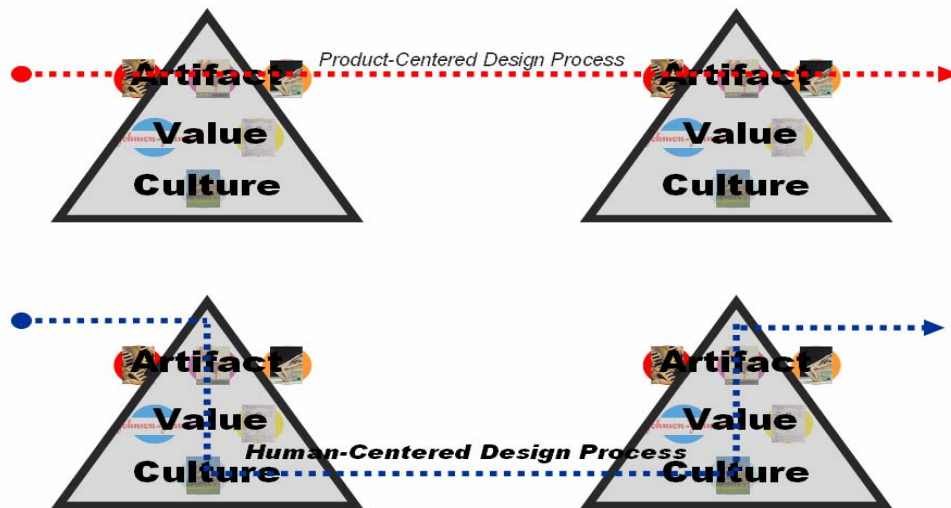 Product-Centered Design Process
Artifact Artifact
Value Value
Culture Culture
Artifact Artifact
Value Value
Human-Centered Design Process
Culture Culture